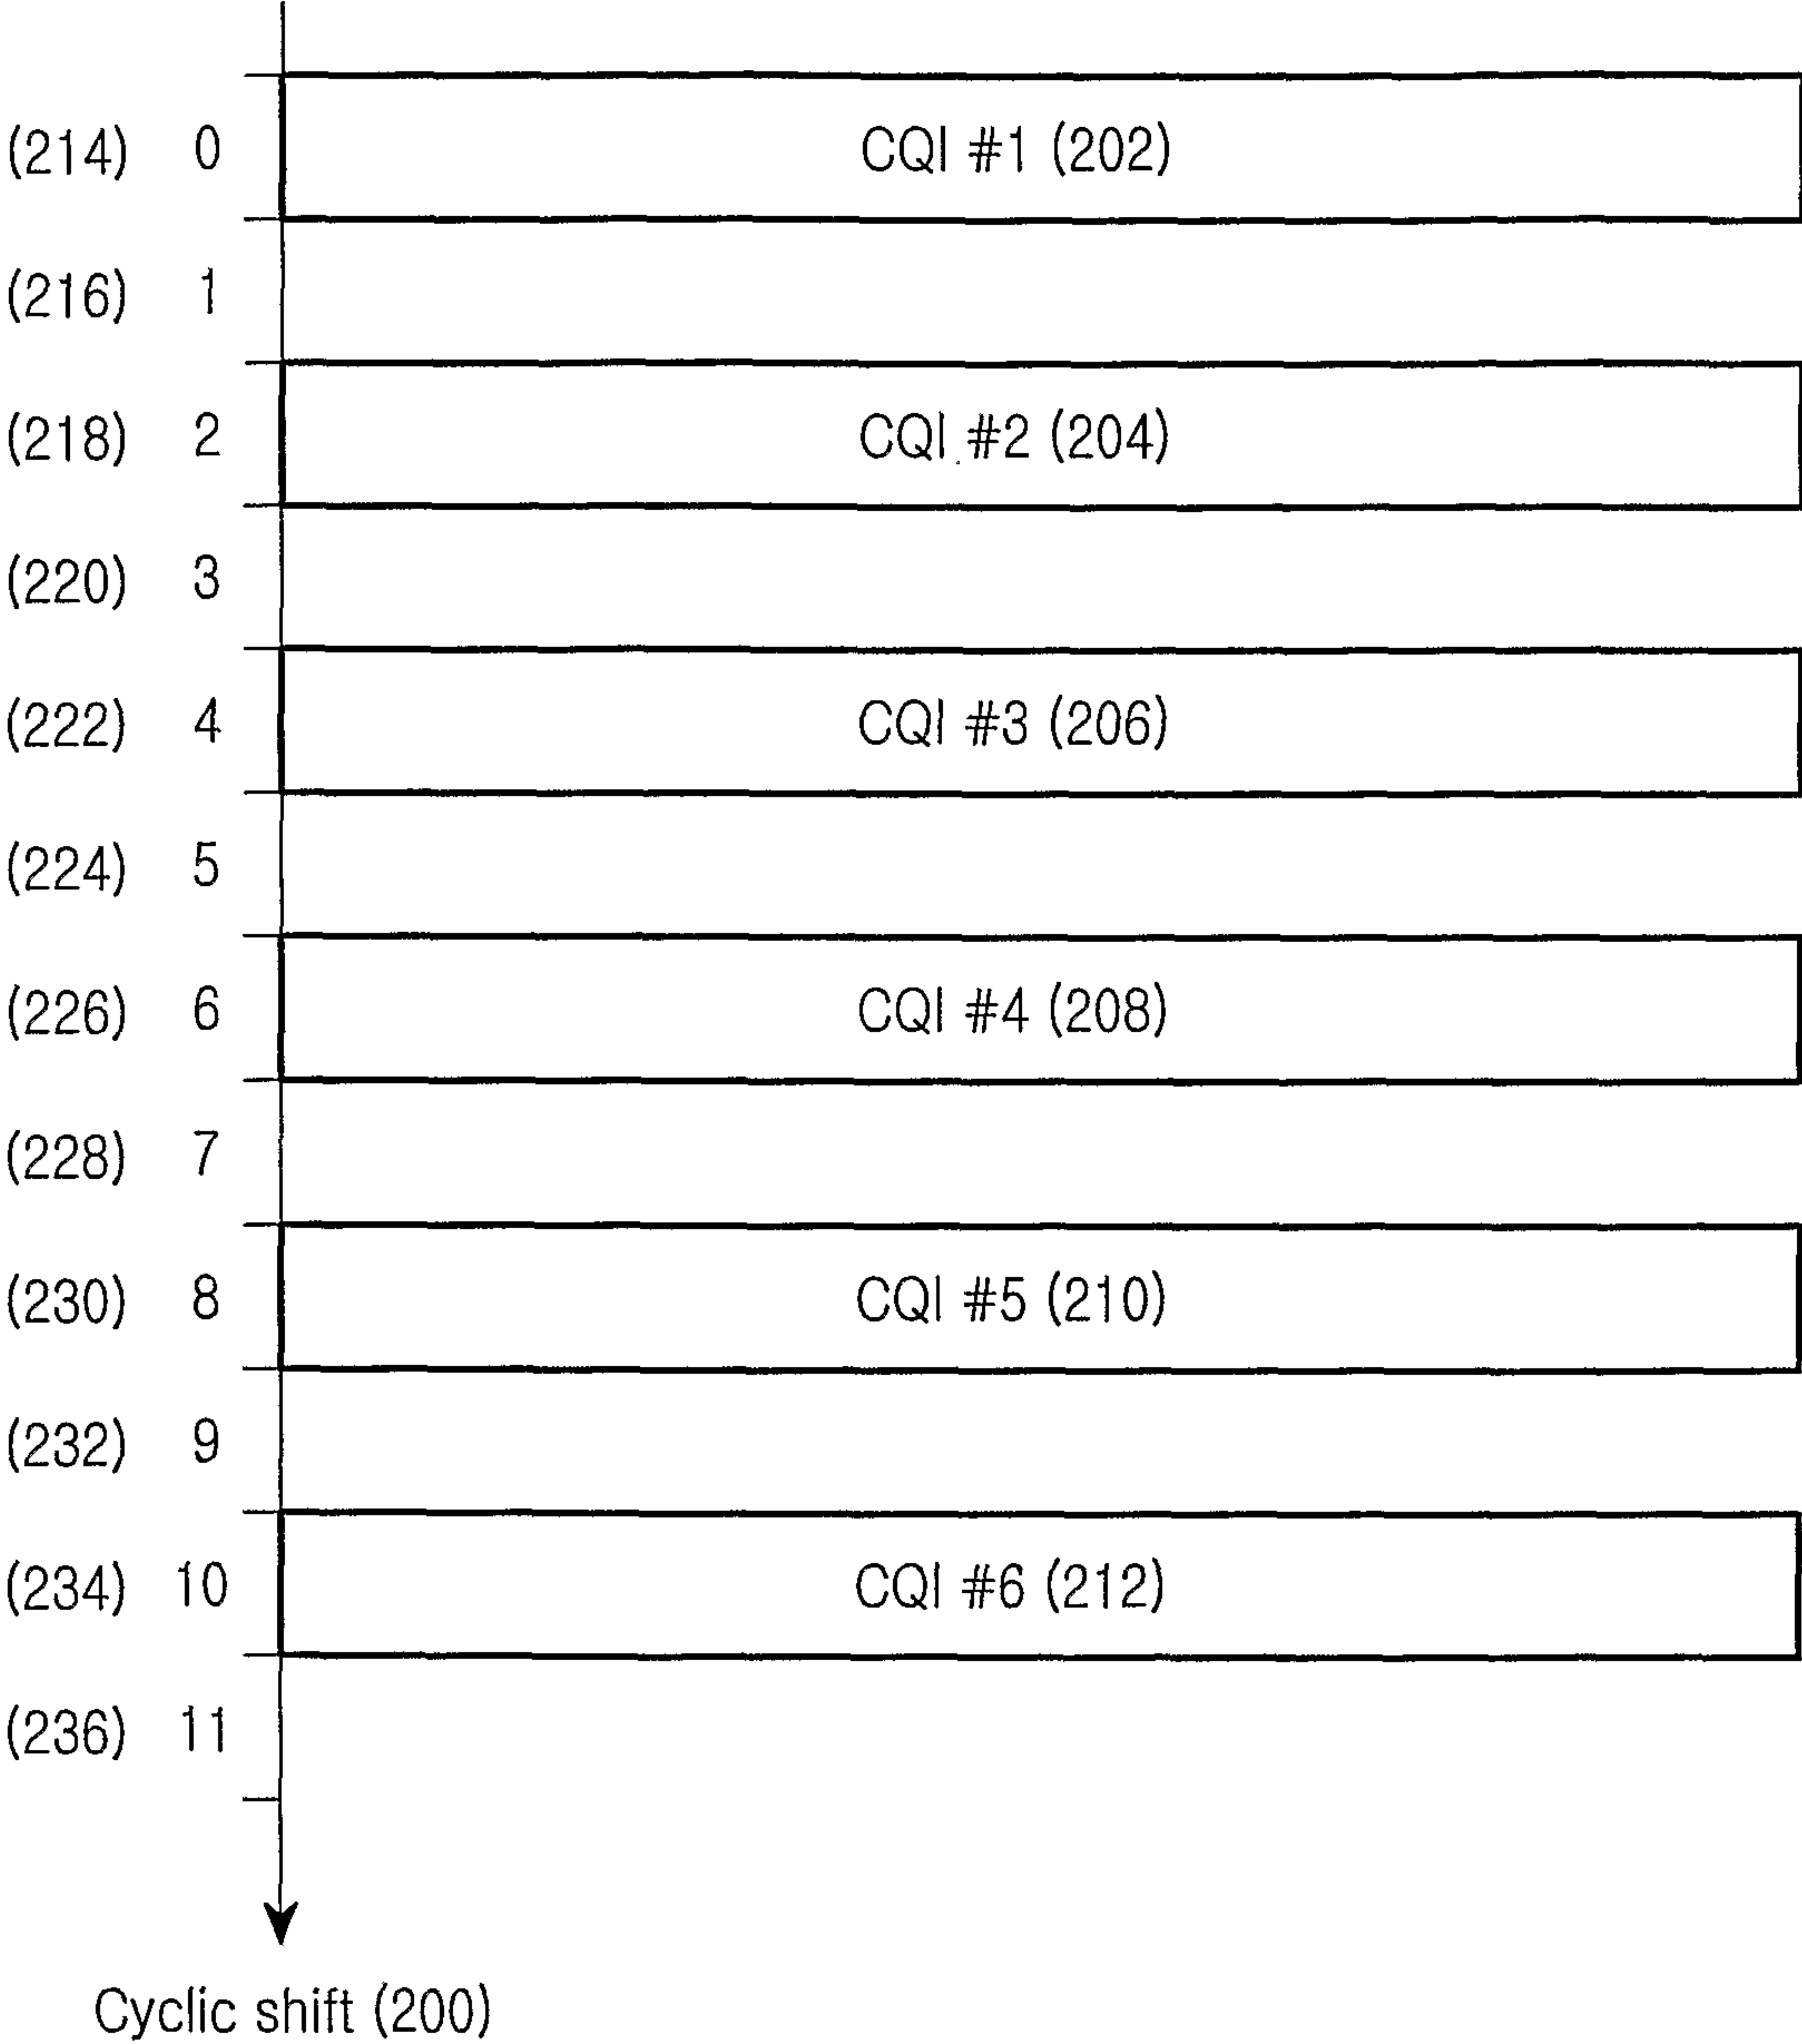 (214) 0 CQI #1 (202)
(216) 1
(218) 2 CQI #2 (204)
(220) 3
(222) 4 CQI #3 (206)
(224) 5
(226) 6 CQI #4 (208)
(228) 7
(230) 8 CQI #5 (210)
(232) 9
(234) 10 CQI #6 (212)
(236) 11
Cyclic shift (200)